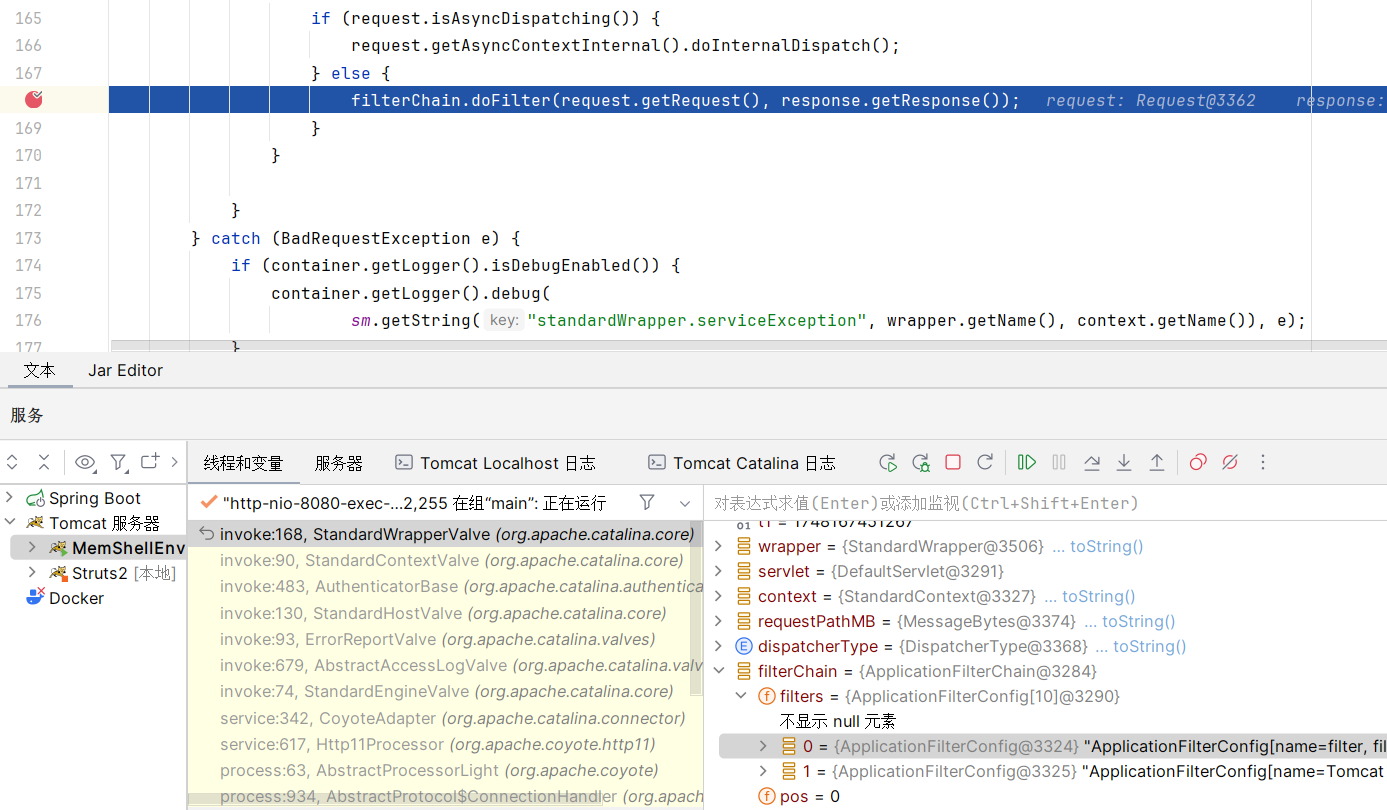 165 if (request.isAsyncDispatching()) {
166 request.getAsyncContextInternal().doInternalDispatch();
167 } else {
filterChain.doFilter(request.getRequest(), response.getResponse()); request: Request@3362 response:
169 }
170 }
171
172 }
173 } catch (BadRequestException e) {
174 if (container.getLogger().isDebugEnabled()) {
175 container.getLogger().debug(
176 sm.getString( key: "standardWrapper.serviceException", wrapper.getName(), context.getName()), e);
177 }
文本 Jar Editor
服务
线程和变量 服务器 Tomcat Localhost 日志 Tomcat Catalina 日志
Spring Boot
Tomcat 服务器
MemShellEnv
Struts2 [本地]
Docker
"http-nio-8080-exec-...2,255 在组“main”: 正在运行
invoke:168, StandardWrapperValve (org.apache.catalina.core)
invoke:90, StandardContextValve (org.apache.catalina.core)
invoke:483, AuthenticatorBase (org.apache.catalina.authentica
invoke:130, StandardHostValve (org.apache.catalina.core)
invoke:93, ErrorReportValve (org.apache.catalina.valves)
invoke:679, AbstractAccessLogValve (org.apache.catalina.valv
invoke:74, StandardEngineValve (org.apache.catalina.core)
service:342, CoyoteAdapter (org.apache.catalina.connector)
service:617, Http11Processor (org.apache.coyote.http11)
process:63, AbstractProcessorLight (org.apache.coyote)
process:934, AbstractProtocol$ConnectionHandler (org.apach
对表达式求值(Enter)或添加监视(Ctrl+Shift+Enter)
01 t1 = 1748167451267
wrapper = {StandardWrapper@3506} ... toString()
servlet = {DefaultServlet@3291}
context = {StandardContext@3327} ... toString()
requestPathMB = {MessageBytes@3374} ... toString()
dispatcherType = {DispatcherType@3368} ... toString()
filterChain = {ApplicationFilterChain@3284}
filters = {ApplicationFilterConfig[10]@3290}
不显示 null 元素
0 = {ApplicationFilterConfig@3324} "ApplicationFilterConfig[name=filter, fil
1 = {ApplicationFilterConfig@3325} "ApplicationFilterConfig[name=Tomcat
pos = 0